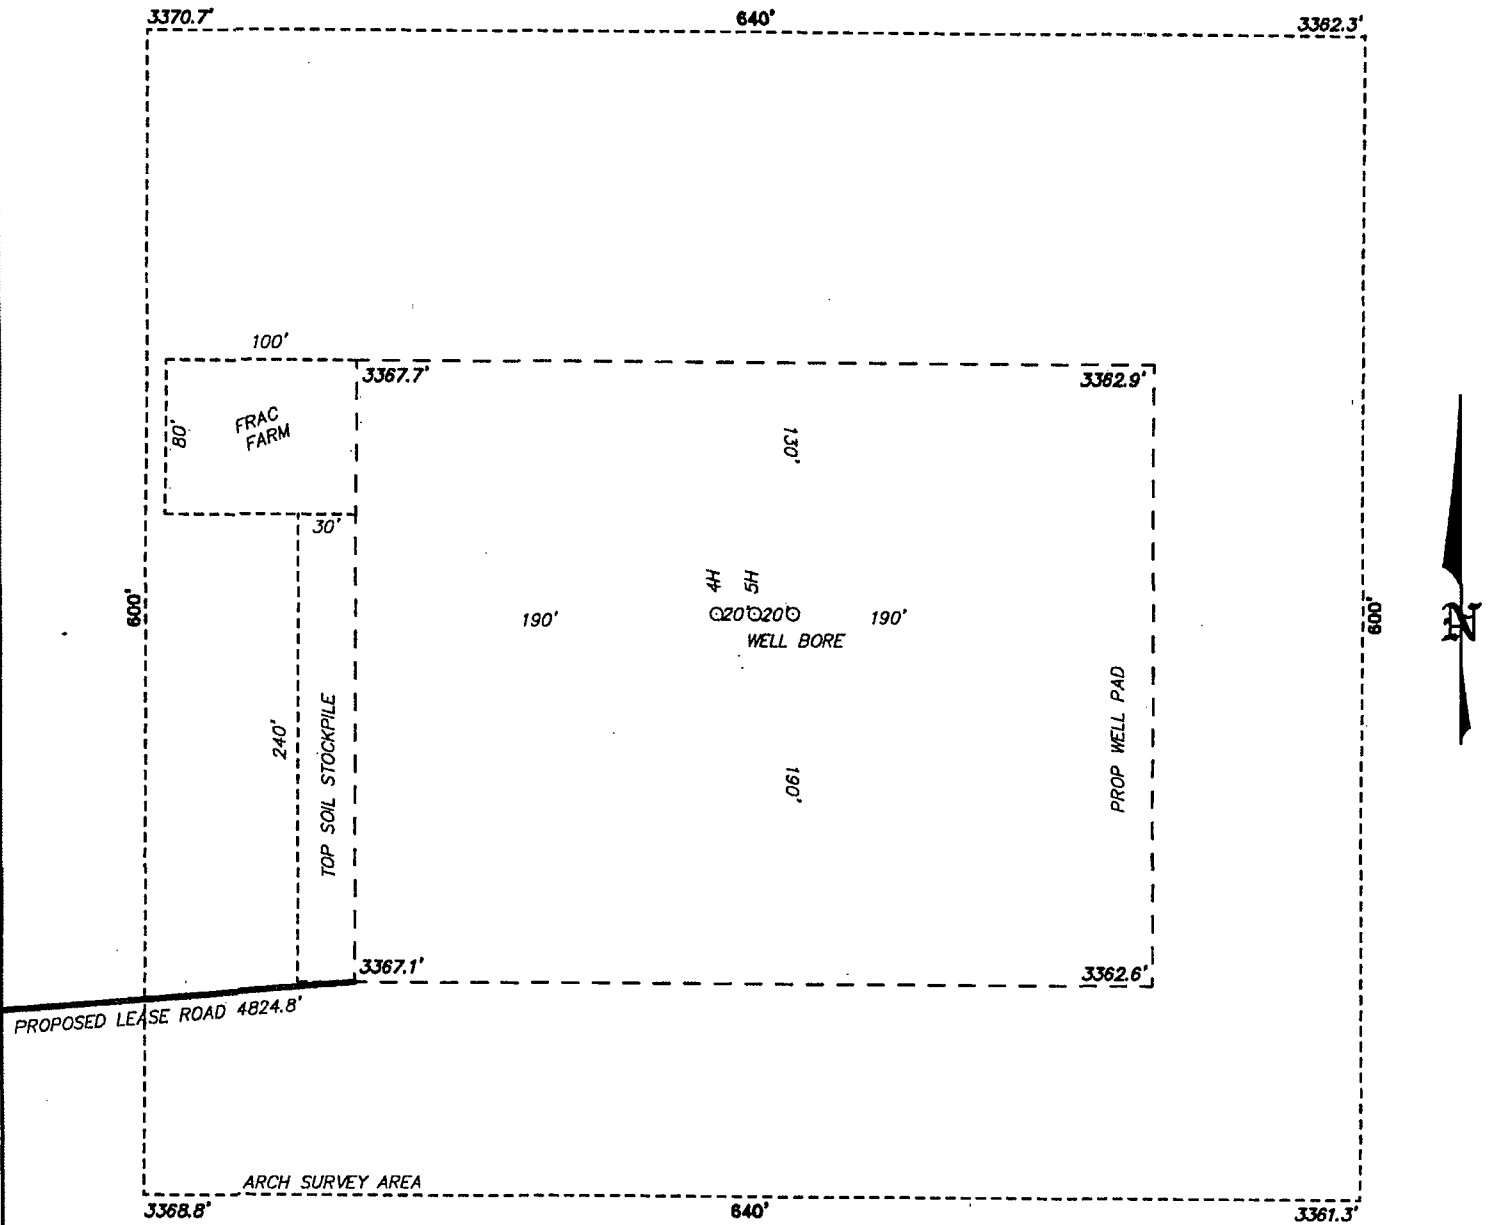 3370.7'
640'
3362.3'
100'
3367.7'
3362.9'
80'
FRAC
FARM
130'
30'
4H
5H
600'
190'
20'
20'
190'
600'
N
WELL BORE
240'
TOP SOIL STOCKPILE
190'
PROP WELL PAD
3367.1'
3362.6'
PROPOSED LEASE ROAD 4824.8'
ARCH SURVEY AREA
3368.8'
640'
3361.3'